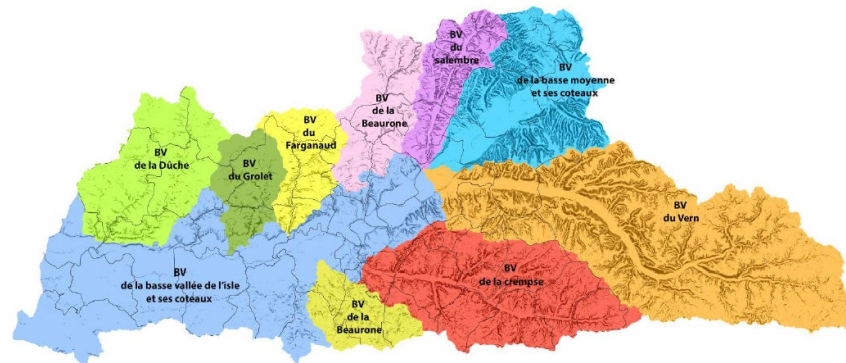 BV
du
salembre
BV
de la basse moyenne
et ses coteaux
BV
de la
Beaurone
BV
du
Farganaud
BV
de la Dûche
BV
du Grolet
BV
du Vern
BV
de la basse vallée de l'isle
et ses coteaux
BV
de la crempse
BV
de la
Beaurone